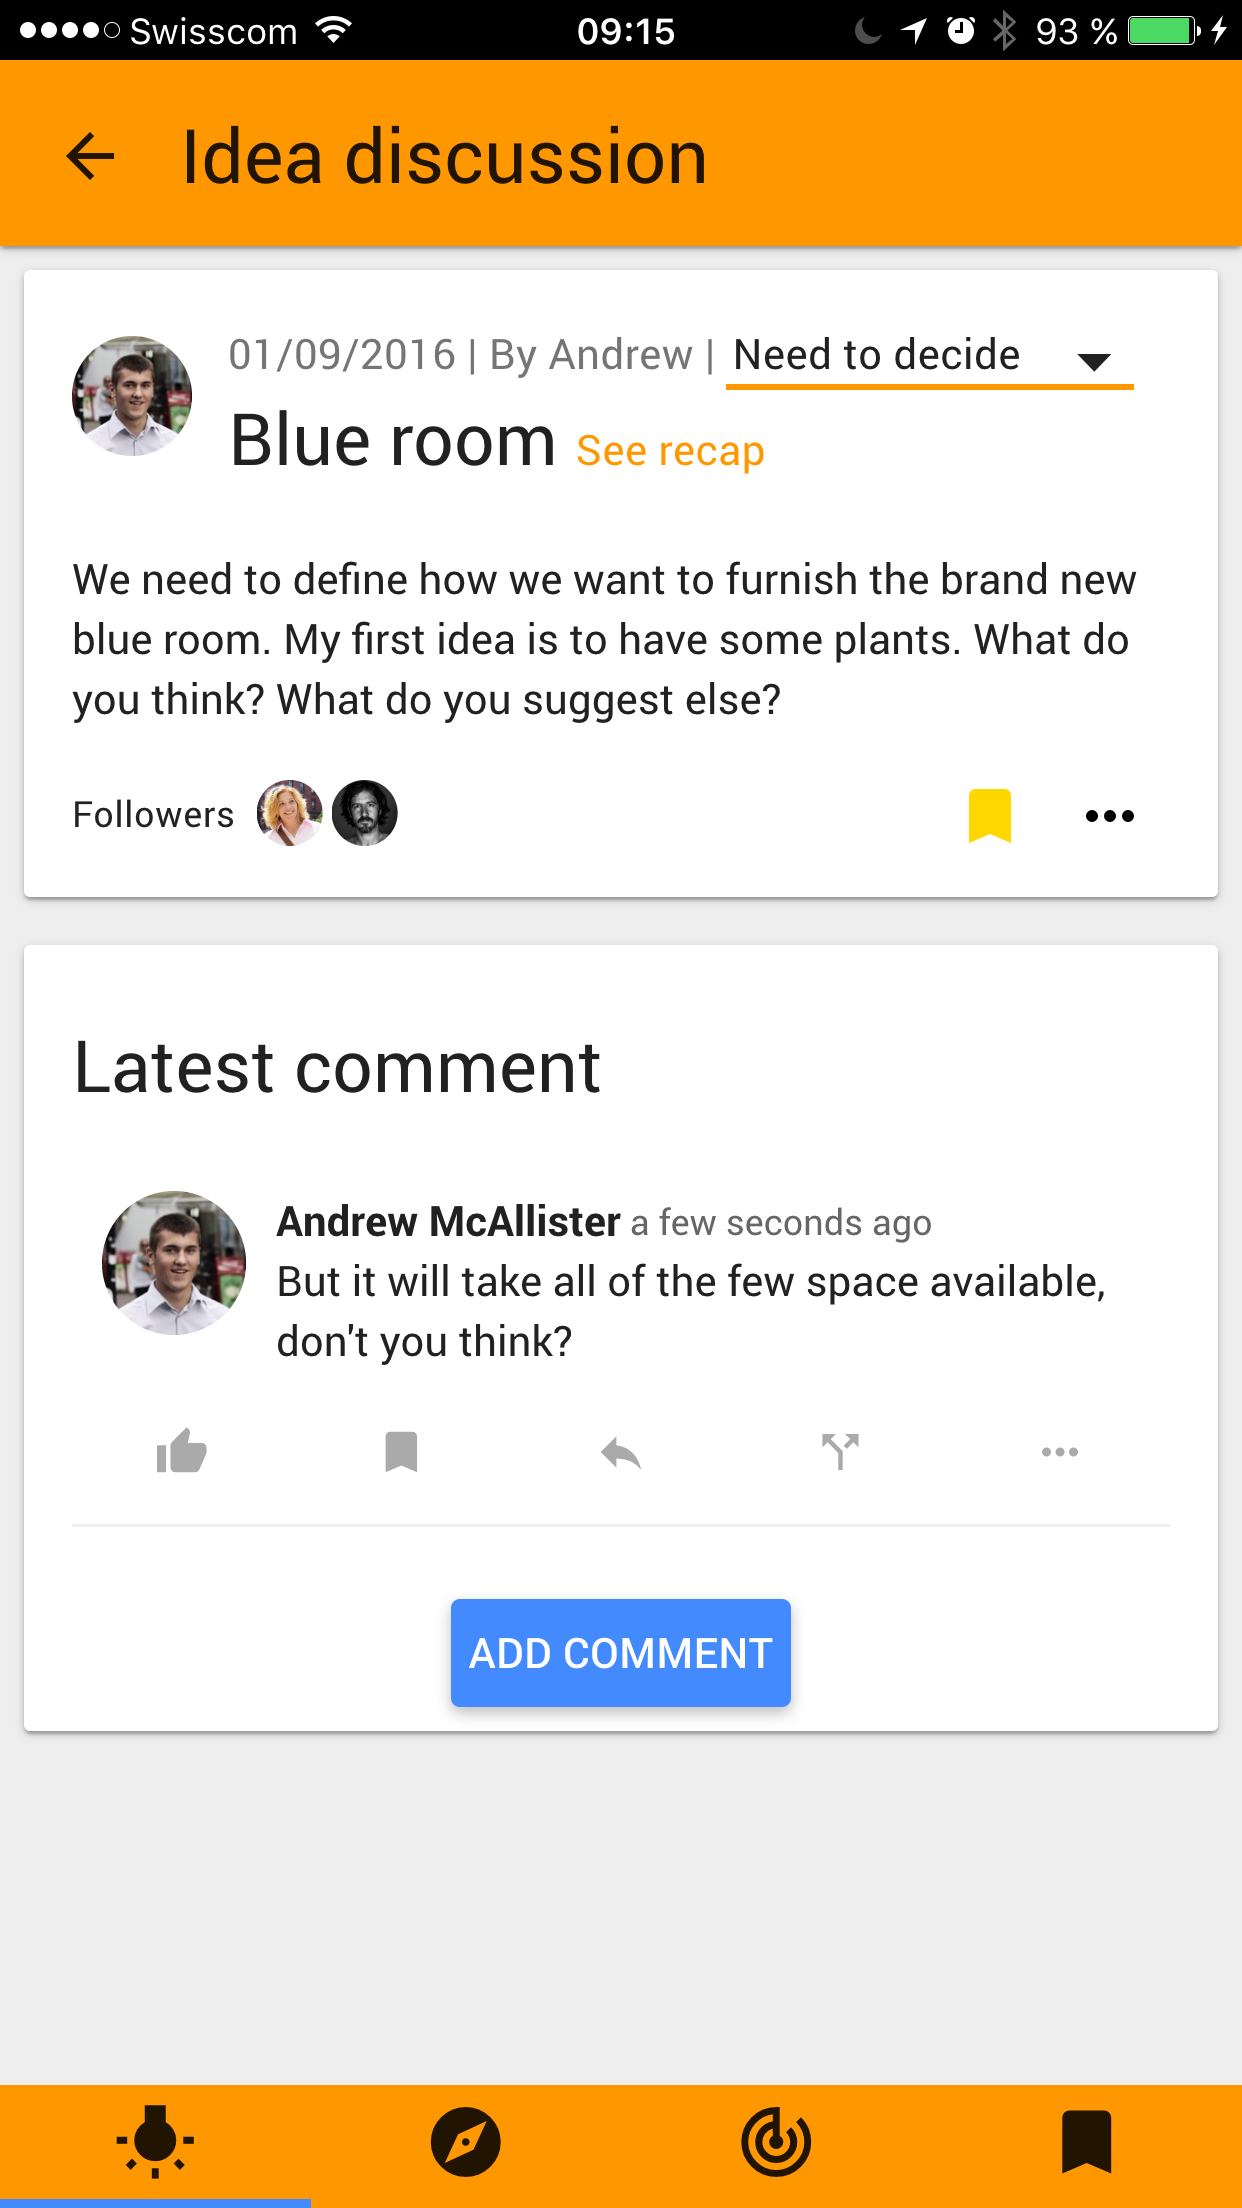 Swisscom 09:15 93 %
Idea discussion
01/09/2016 | By Andrew | Need to decide
Blue room See recap
We need to define how we want to furnish the brand new
blue room. My first idea is to have some plants. What do
you think? What do you suggest else?
Followers
Latest comment
Andrew McAllister a few seconds ago
But it will take all of the few space available,
don't you think?
ADD COMMENT